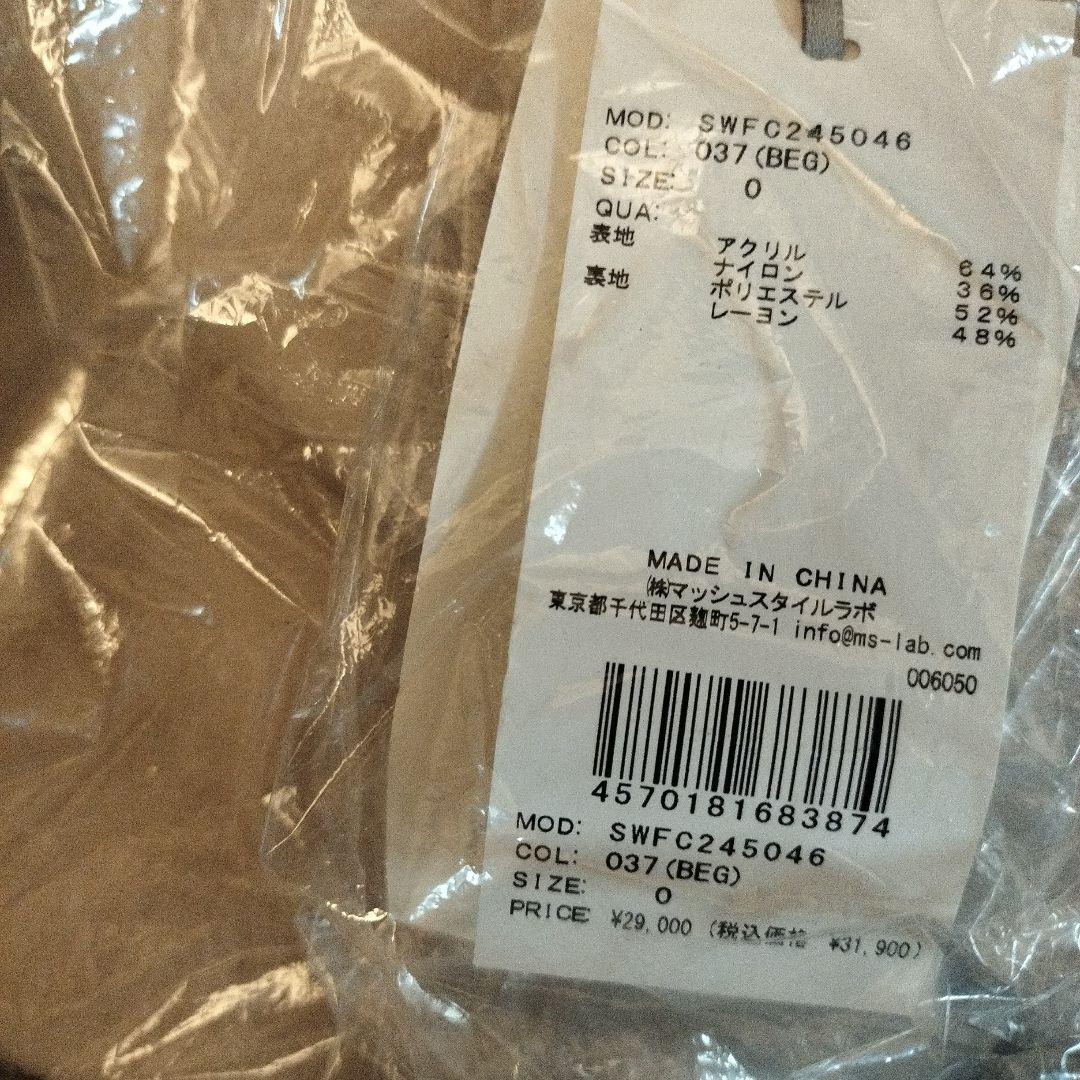 MOD: SWFC245046
COL: 037(BEG)
SIZE: 0
QUA:
表地 アクリル 64%
ナイロン 36%
裏地 ポリエステル 52%
レーヨン 48%
MADE IN CHINA
㈱マッシュスタイルラボ
東京都千代田区麹町5-7-1 info@ms-lab.com
006050
4570181683874
MOD: SWFC245046
COL: 037(BEG)
SIZE: 0
PRICE: ¥29,000 (税込価格 ¥31,900)